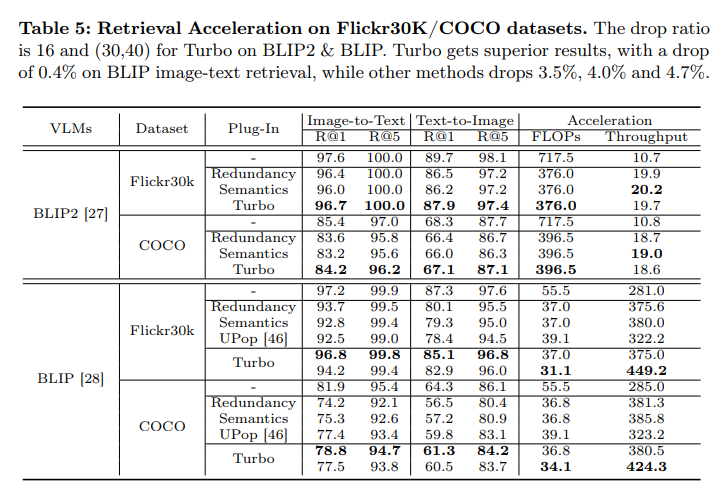 Table 5: Retrieval Acceleration on Flickr30K/COCO datasets. The drop ratio
is 16 and (30,40) for Turbo on BLIP2 & BLIP. Turbo gets superior results, with a drop
of 0.4% on BLIP image-text retrieval, while other methods drops 3.5%, 4.0% and 4.7%.
VLMs Dataset Plug-In Image-to-Text Text-to-Image Acceleration
R@1 R@5 R@1 R@5 FLOPs Throughput
BLIP2 [27] Flickr30k - 97.6 100.0 89.7 98.1 717.5 10.7
Redundancy 96.4 100.0 86.5 97.2 376.0 19.9
Semantics 96.0 100.0 86.2 97.2 376.0 20.2
Turbo 96.7 100.0 87.9 97.4 376.0 19.7
COCO - 85.4 97.0 68.3 87.7 717.5 10.8
Redundancy 83.6 95.8 66.4 86.7 396.5 18.7
Semantics 83.2 95.6 66.0 86.3 396.5 19.0
Turbo 84.2 96.2 67.1 87.1 396.5 18.6
BLIP [28] Flickr30k - 97.2 99.9 87.3 97.6 55.5 281.0
Redundancy 93.7 99.5 80.1 95.5 37.0 375.6
Semantics 92.8 99.4 79.3 95.0 37.0 380.0
UPop [46] 92.5 99.0 78.4 94.5 39.1 322.2
Turbo 96.8 99.8 85.1 96.8 37.0 375.0
94.2 99.4 82.9 96.0 31.1 449.2
COCO - 81.9 95.4 64.3 86.1 55.5 285.0
Redundancy 74.2 92.1 56.5 80.4 36.8 381.3
Semantics 75.3 92.6 57.2 80.9 36.8 385.8
UPop [46] 77.4 93.4 59.8 83.1 39.1 323.2
Turbo 78.8 94.7 61.3 84.2 36.8 380.5
77.5 93.8 60.5 83.7 34.1 424.3